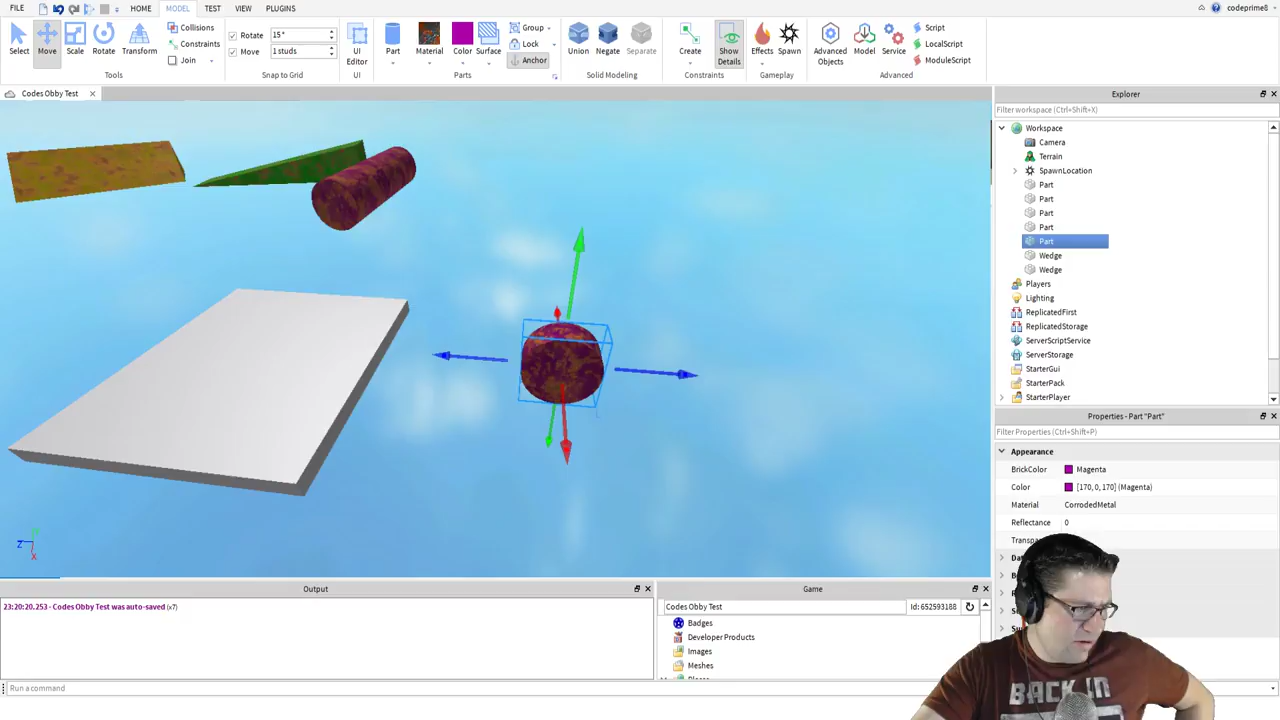 FILE HOME MODEL TEST VIEW PLUGINS codeprime8
Select Move Scale Rotate Transform
Collisions
Constraints
Join
Tools
Rotate 15°
Move 1 studs
Snap to Grid
UI Editor
UI
Part Material Color Surface
Group
Lock
Anchor
Parts
Union Negate Separate
Solid Modeling
Create Show Details
Constraints
Effects Spawn
Gameplay
Advanced Objects Model Service
Script
LocalScript
ModuleScript
Advanced
Codes Obby Test
Explorer
Filter workspace (Ctrl+Shift+X)
Workspace
Camera
Terrain
SpawnLocation
Part
Part
Part
Part
Part
Wedge
Wedge
Players
Lighting
ReplicatedFirst
ReplicatedStorage
ServerScriptService
ServerStorage
StarterGui
StarterPack
StarterPlayer
Properties - Part "Part"
Filter Properties (Ctrl+Shift+P)
Appearance
BrickColor Magenta
Color [170, 0, 170] (Magenta)
Material CorrodedMetal
Reflectance 0
Z X
Output
23:20:20.253 - Codes Obby Test was auto-saved (x7)
Game
Codes Obby Test Id: 652593188
Badges
Developer Products
Images
Meshes
Run a command
BACK IN